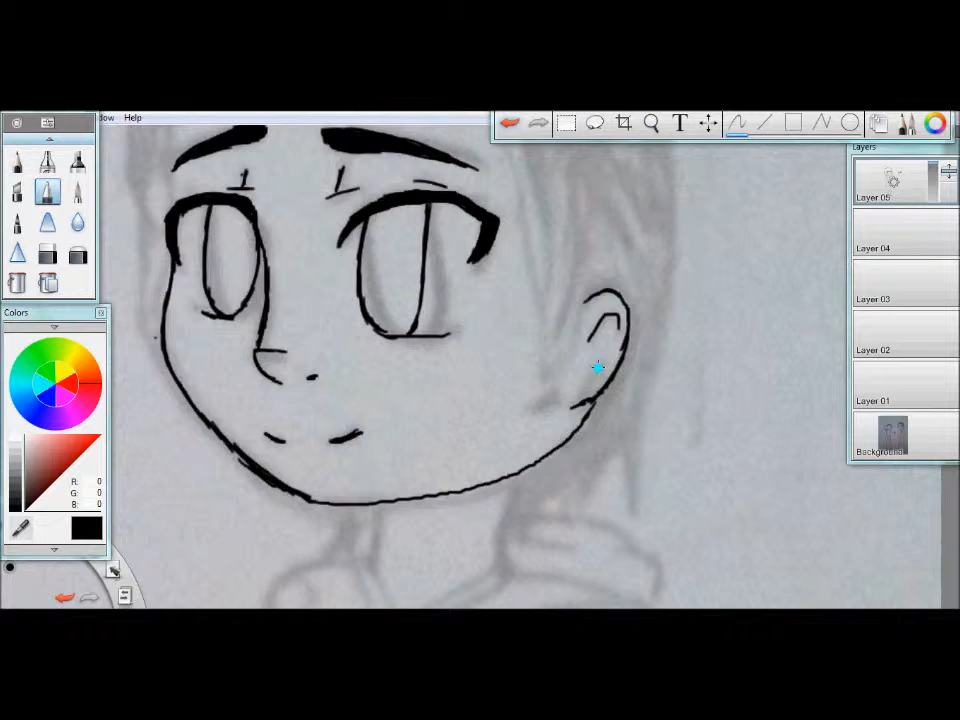 dow Help
Layers
Layer 05
Layer 04
Layer 03
Layer 02
Layer 01
Background
Colors
R: 0
G: 0
B: 0
T